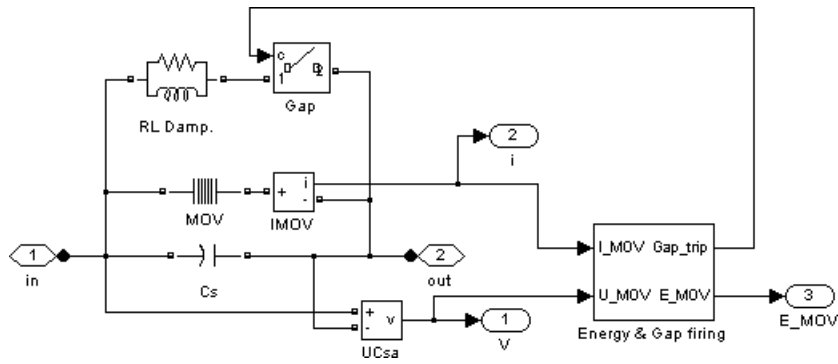 c
1
2
Gap
RL Damp.
2
i
MOV
+
i
-
IMOV
I_MOV Gap_trip
1
in
Cs
2
out
U_MOV E_MOV
3
E_MOV
+
-
v
UCsa
1
V
Energy & Gap firing